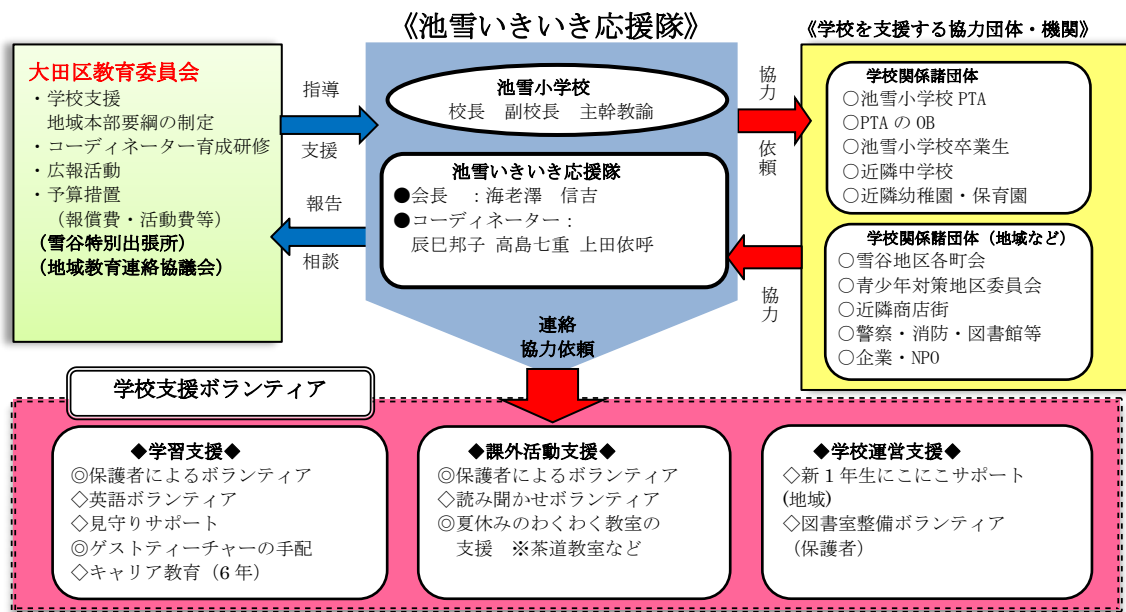 《池雪いきいき応援隊》
《学校を支援する協力団体・機関》
大田区教育委員会
・学校支援
地域本部要綱の制定
・コーディネーター育成研修
・広報活動
・予算措置
（報償費・活動費等）
(雪谷特別出張所)
(地域教育連絡協議会)
指導
支援
報告
相談
池雪小学校
校長　副校長　主幹教諭
池雪いきいき応援隊
●会長　：海老澤　信吉
●コーディネーター：
辰巳邦子 高島七重 上田依呼
連絡
協力依頼
協力
依頼
協力
学校関係諸団体
○池雪小学校 PTA
○PTA の OB
○池雪小学校卒業生
○近隣中学校
○近隣幼稚園・保育園
学校関係諸団体（地域など）
○雪谷地区各町会
○青少年対策地区委員会
○近隣商店街
○警察・消防・図書館等
○企業・NPO
学校支援ボランティア
◆学習支援◆
◎保護者によるボランティア
◇英語ボランティア
◇見守りサポート
◎ゲストティーチャーの手配
◇キャリア教育（6 年）
◆課外活動支援◆
◎保護者によるボランティア
◇読み聞かせボランティア
◎夏休みのわくわく教室の
支援　※茶道教室など
◆学校運営支援◆
◇新 1 年生にこにこサポート
(地域)
◇図書室整備ボランティア
（保護者）